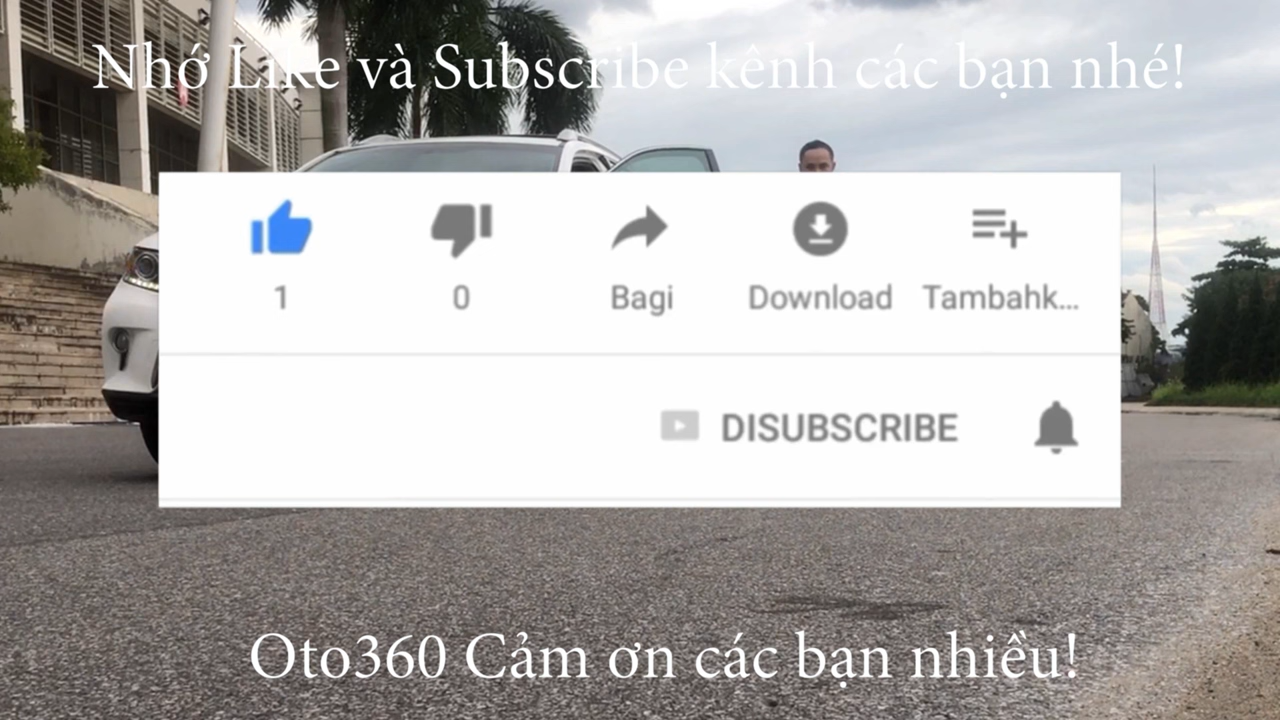 Nhớ Like và Subscribe kênh các bạn nhé!
1 0 Bagi Download Tambahk...
DISUBSCRIBE
Oto360 Cảm ơn các bạn nhiều!